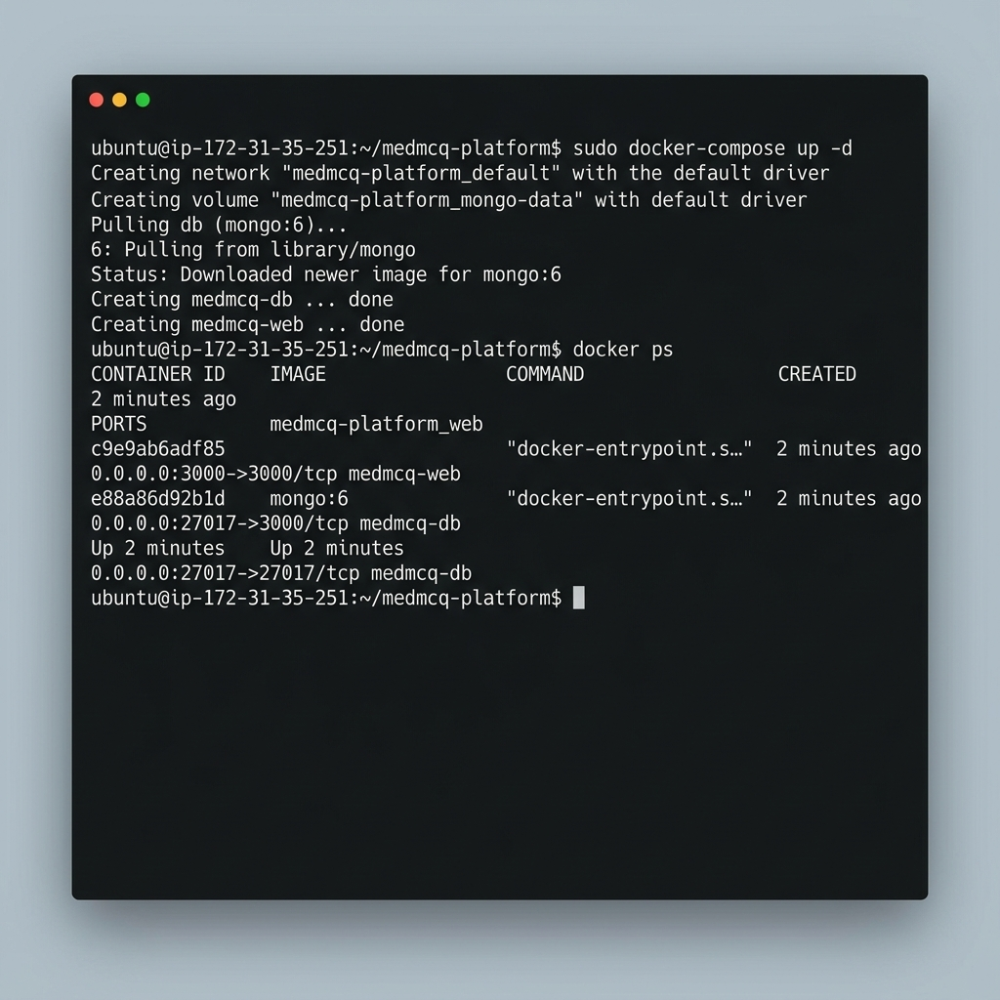 ubuntu@ip-172-31-35-251:~/medmcq-platform$ sudo docker-compose up -d
Creating network "medmcq-platform_default" with the default driver
Creating volume "medmcq-platform_mongo-data" with default driver
Pulling db (mongo:6)...
6: Pulling from library/mongo
Status: Downloaded newer image for mongo:6
Creating medmcq-db ... done
Creating medmcq-web ... done
ubuntu@ip-172-31-35-251:~/medmcq-platform$ docker ps
CONTAINER ID    IMAGE                COMMAND                 CREATED
2 minutes ago
PORTS           medmcq-platform_web
c9e9ab6adf85                         "docker-entrypoint.s…"  2 minutes ago
0.0.0.0:3000->3000/tcp medmcq-web
e88a86d92b1d    mongo:6              "docker-entrypoint.s…"  2 minutes ago
0.0.0.0:27017->3000/tcp medmcq-db
Up 2 minutes    Up 2 minutes
0.0.0.0:27017->27017/tcp medmcq-db
ubuntu@ip-172-31-35-251:~/medmcq-platform$